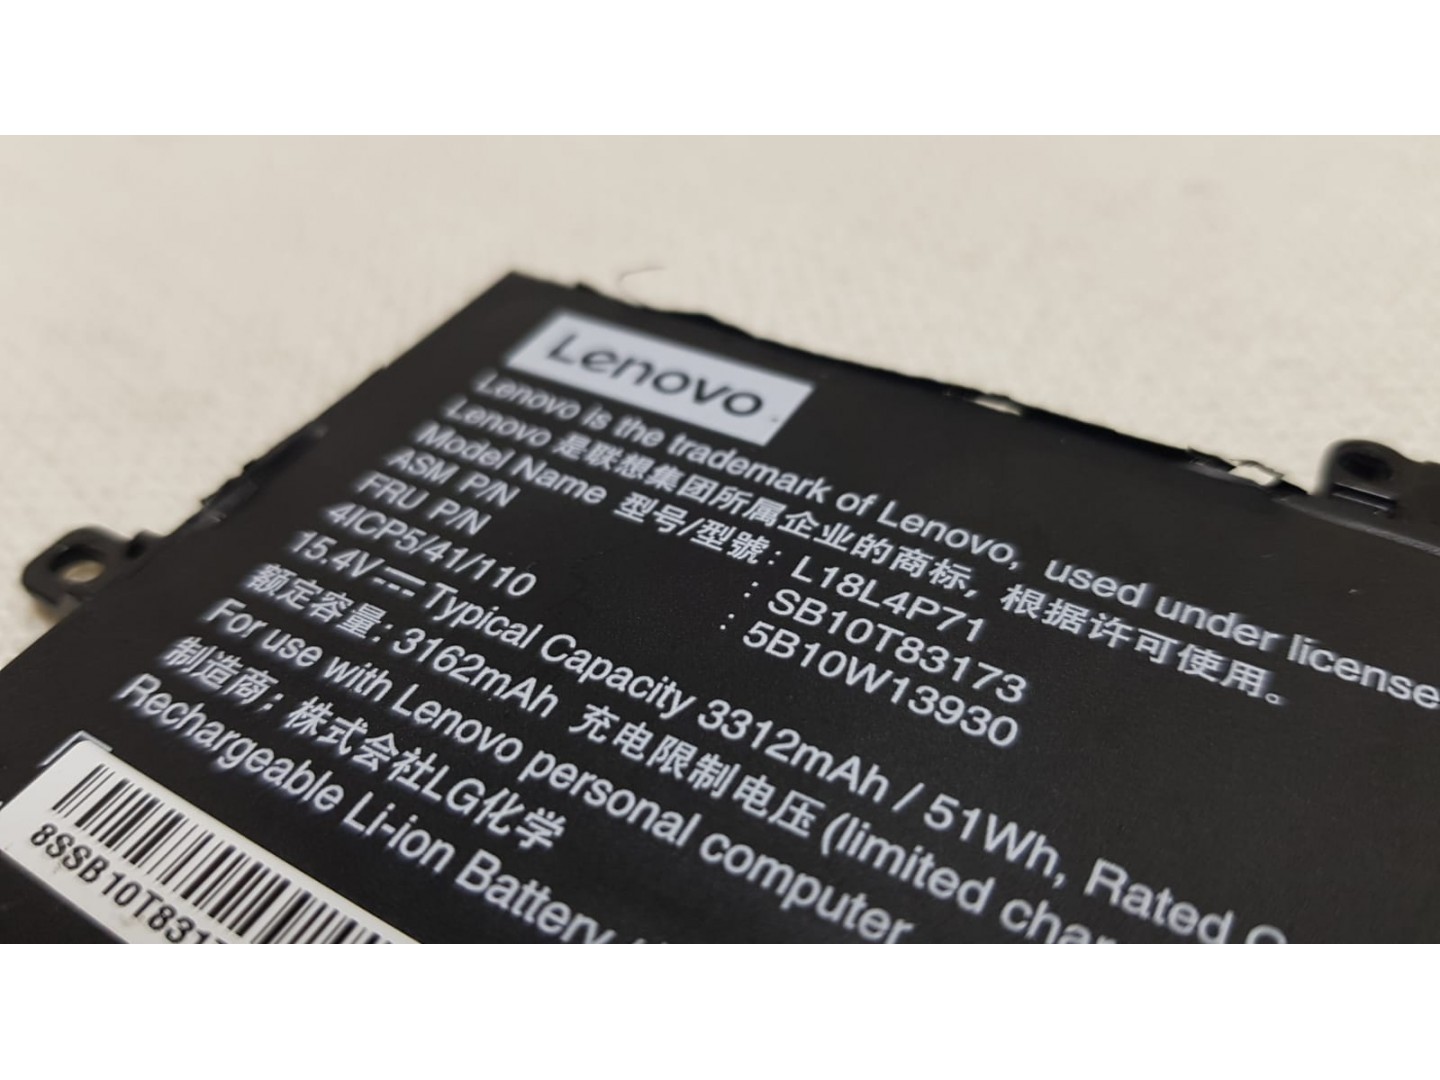 Lenovo
Lenovo is the trademark of Lenovo, used under license
Lenovo 是联想集团所属企业的商标，根据许可使用。
Model Name 型号/型號: L18L4P71
ASM P/N : SB10T83173
FRU P/N : 5B10W13930
4ICP5/41/110
15.4V⎓ Typical Capacity 3312mAh / 51Wh, Rated
额定容量: 3162mAh 充电限制电压 (limited char
For use with Lenovo personal computer
制造商: 株式会社LG化学
Rechargeable Li-ion Battery
8SSB10T831